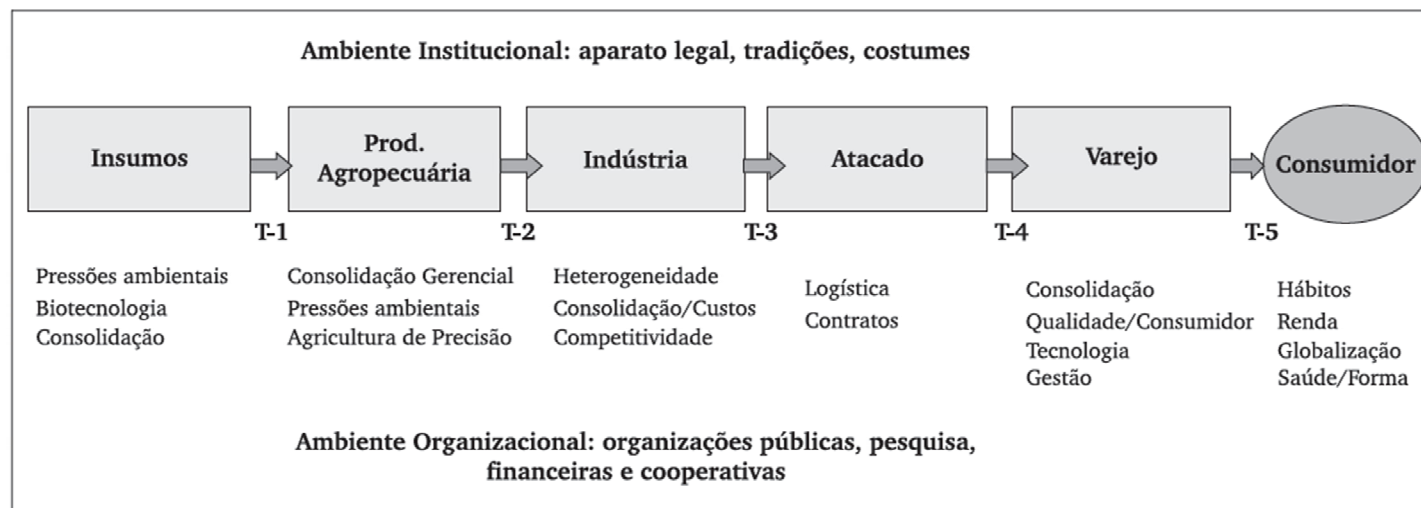 Ambiente Institucional: aparato legal, tradições, costumes
Insumos
Prod.
Agropecuária
Indústria
Atacado
Varejo
Consumidor
T-1
T-2
T-3
T-4
T-5
Pressões ambientais
Biotecnologia
Consolidação
Consolidação Gerencial
Pressões ambientais
Agricultura de Precisão
Heterogeneidade
Consolidação/Custos
Competitividade
Logística
Contratos
Consolidação
Qualidade/Consumidor
Tecnologia
Gestão
Hábitos
Renda
Globalização
Saúde/Forma
Ambiente Organizacional: organizações públicas, pesquisa,
financeiras e cooperativas